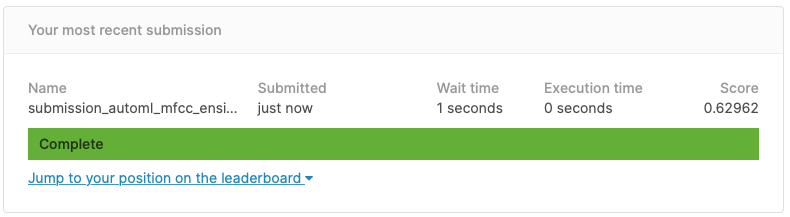 Your most recent submission
Name Submitted Wait time Execution time Score
submission_automl_mfcc_ensi... just now 1 seconds 0 seconds 0.62962
Complete
Jump to your position on the leaderboard